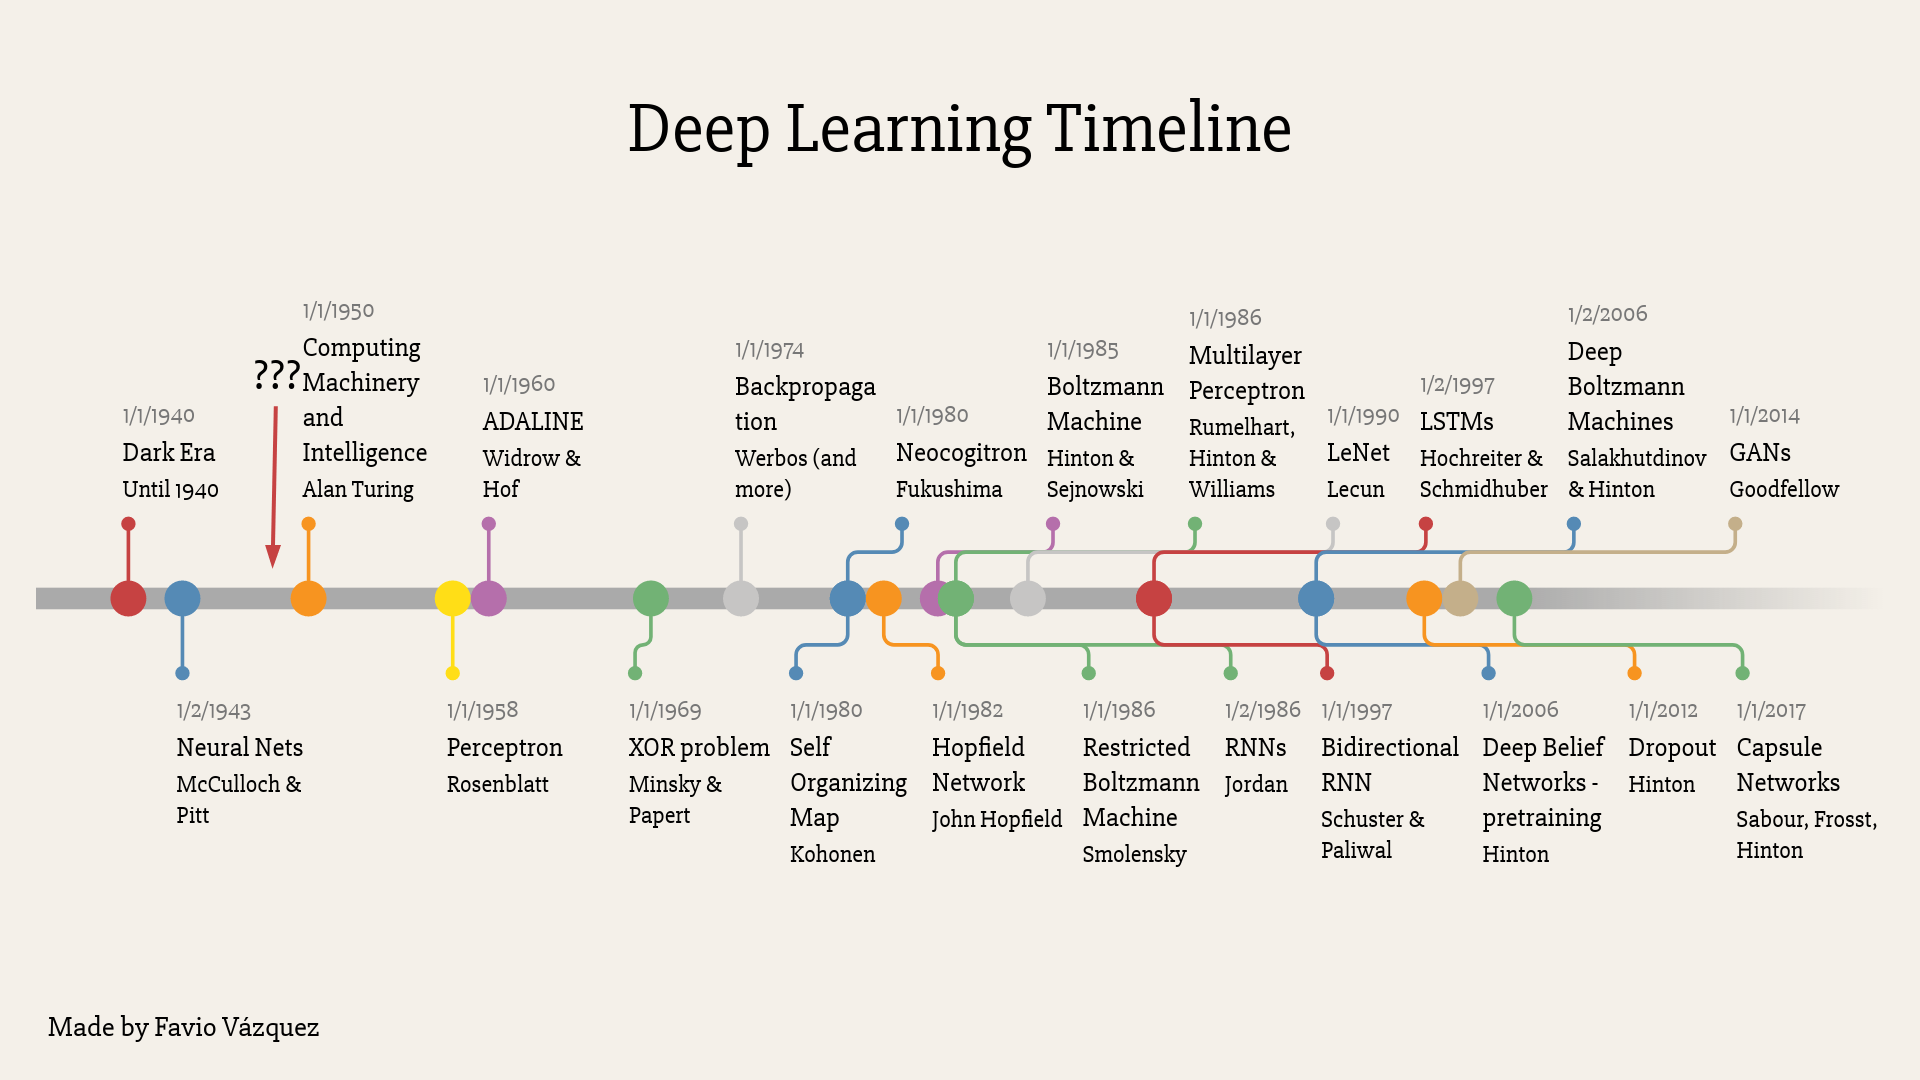 Deep Learning Timeline
1/1/1940
Dark Era
Until 1940
???
1/1/1950
Computing
Machinery
and
Intelligence
Alan Turing
1/1/1960
ADALINE
Widrow &
Hof
1/1/1974
Backpropaga
tion
Werbos (and
more)
1/1/1980
Neocogitron
Fukushima
1/1/1985
Boltzmann
Machine
Hinton &
Sejnowski
1/1/1986
Multilayer
Perceptron
Rumelhart,
Hinton &
Williams
1/1/1990
LeNet
Lecun
1/2/1997
LSTMs
Hochreiter &
Schmidhuber
1/2/2006
Deep
Boltzmann
Machines
Salakhutdinov
& Hinton
1/1/2014
GANs
Goodfellow
1/2/1943
Neural Nets
McCulloch &
Pitt
1/1/1958
Perceptron
Rosenblatt
1/1/1969
XOR problem
Minsky &
Papert
1/1/1980
Self
Organizing
Map
Kohonen
1/1/1982
Hopfield
Network
John Hopfield
1/1/1986
Restricted
Boltzmann
Machine
Smolensky
1/2/1986
RNNs
Jordan
1/1/1997
Bidirectional
RNN
Schuster &
Paliwal
1/1/2006
Deep Belief
Networks -
pretraining
Hinton
1/1/2012
Dropout
Hinton
1/1/2017
Capsule
Networks
Sabour, Frosst,
Hinton
Made by Favio Vázquez